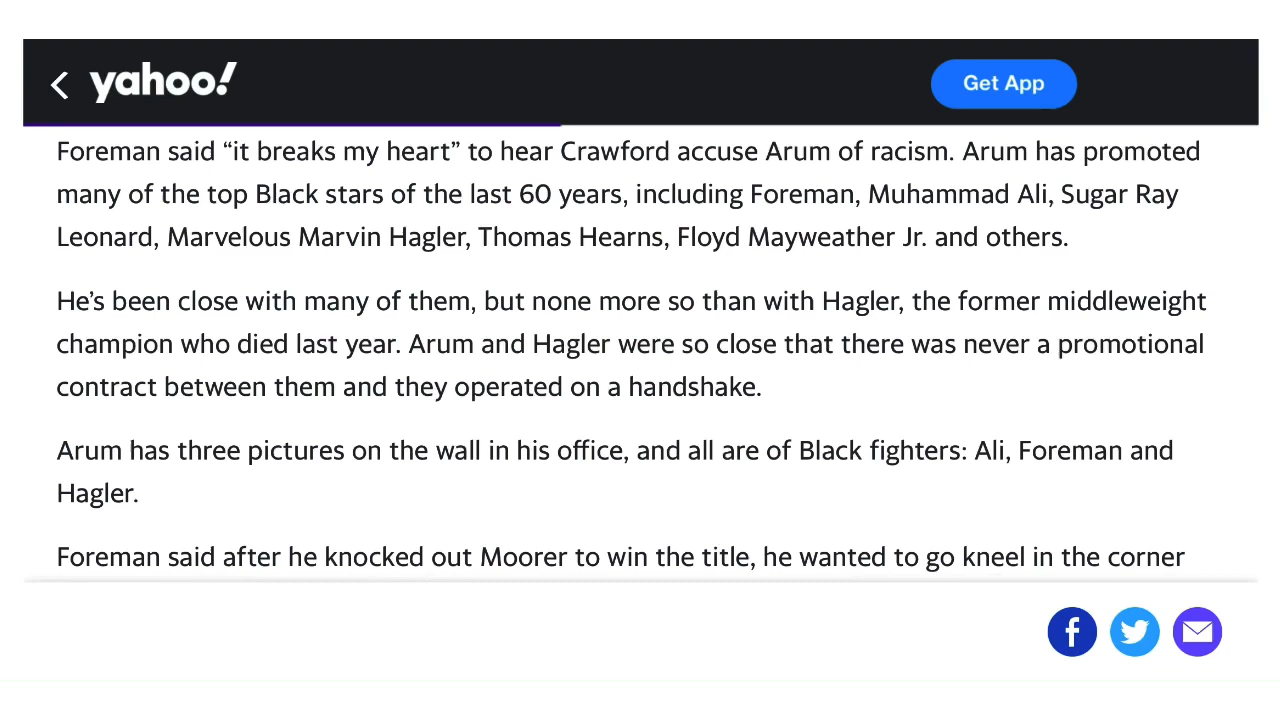 yahoo!
Get App
Foreman said “it breaks my heart” to hear Crawford accuse Arum of racism. Arum has promoted
many of the top Black stars of the last 60 years, including Foreman, Muhammad Ali, Sugar Ray
Leonard, Marvelous Marvin Hagler, Thomas Hearns, Floyd Mayweather Jr. and others.
He’s been close with many of them, but none more so than with Hagler, the former middleweight
champion who died last year. Arum and Hagler were so close that there was never a promotional
contract between them and they operated on a handshake.
Arum has three pictures on the wall in his office, and all are of Black fighters: Ali, Foreman and
Hagler.
Foreman said after he knocked out Moorer to win the title, he wanted to go kneel in the corner